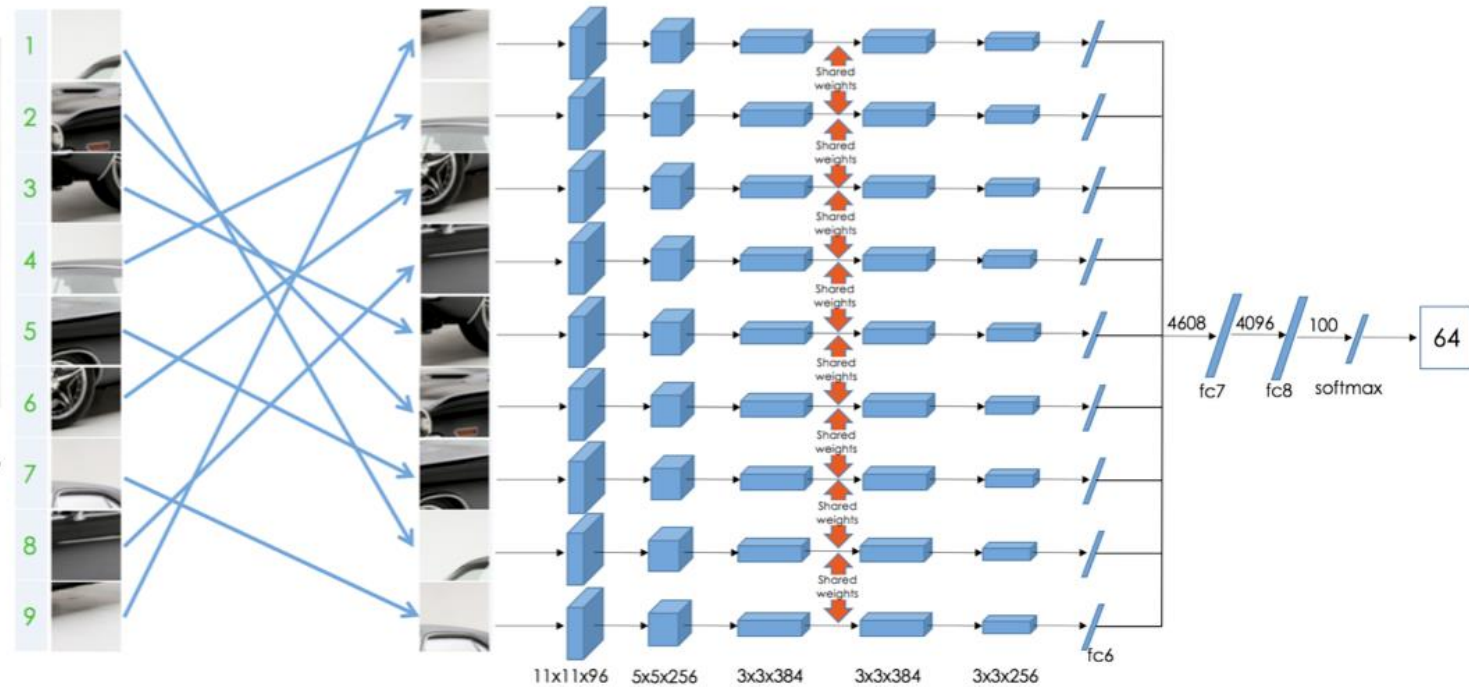 1
2
3
4
5
6
7
8
9
Shared
weights
Shared
weights
Shared
weights
Shared
weights
Shared
weights
Shared
weights
Shared
weights
Shared
weights
11x11x96 5x5x256 3x3x384 3x3x384 3x3x256
fc6
4608 4096 100
fc7 fc8 softmax
64